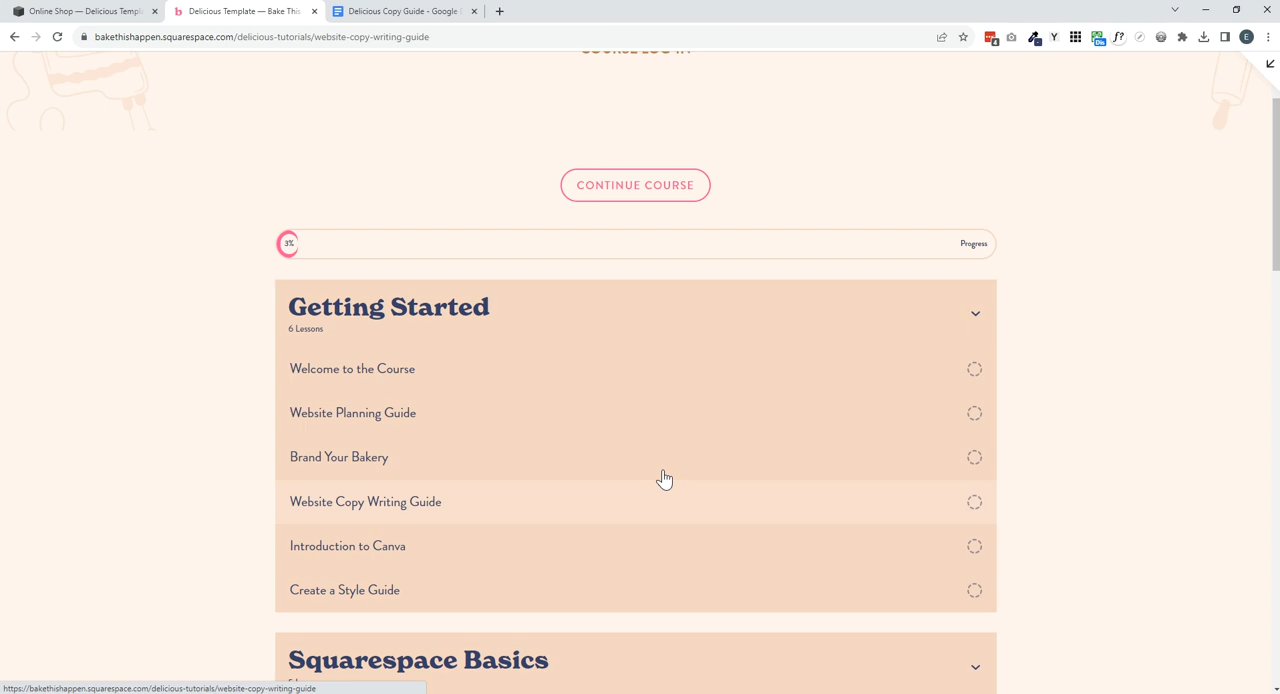 Online Shop — Delicious Templ
Delicious Template — Bake This
Delicious Copy Guide - Google
bakethishappen.squarespace.com/delicious-tutorials/website-copy-writing-guide
CONTINUE COURSE
3%
Progress
Getting Started
6 Lessons
Welcome to the Course
Website Planning Guide
Brand Your Bakery
Website Copy Writing Guide
Introduction to Canva
Create a Style Guide
Squarespace Basics
https://bakethishappen.squarespace.com/delicious-tutorials/website-copy-writing-guide